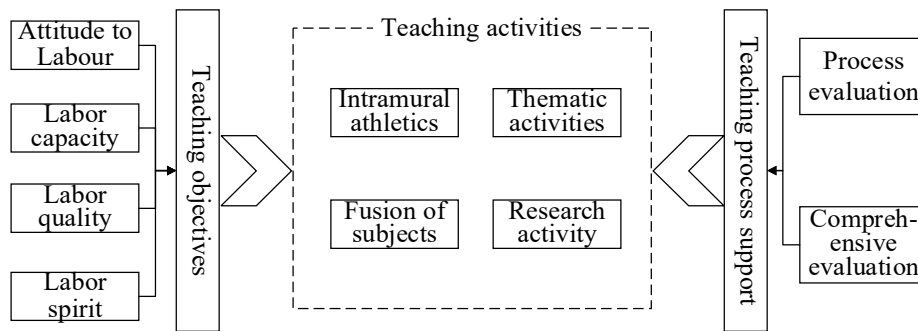 Attitude to
Labour
Labor
capacity
Labor
quality
Labor
spirit
Teaching objectives
Teaching activities
Intramural
athletics
Thematic
activities
Fusion of
subjects
Research
activity
Teaching process support
Process
evaluation
Compreh-
ensive
evaluation